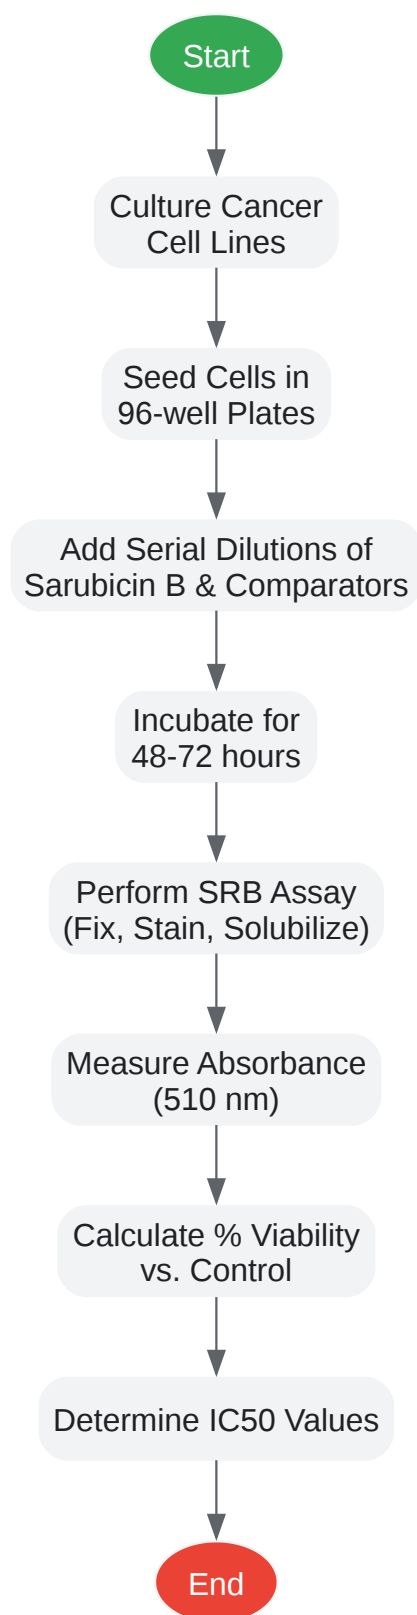 Start
Culture Cancer
Cell Lines
Seed Cells in
96-well Plates
Add Serial Dilutions of
Sarubicin B & Comparators
Incubate for
48-72 hours
Perform SRB Assay
(Fix, Stain, Solubilize)
Measure Absorbance
(510 nm)
Calculate % Viability
vs. Control
Determine IC50 Values
End